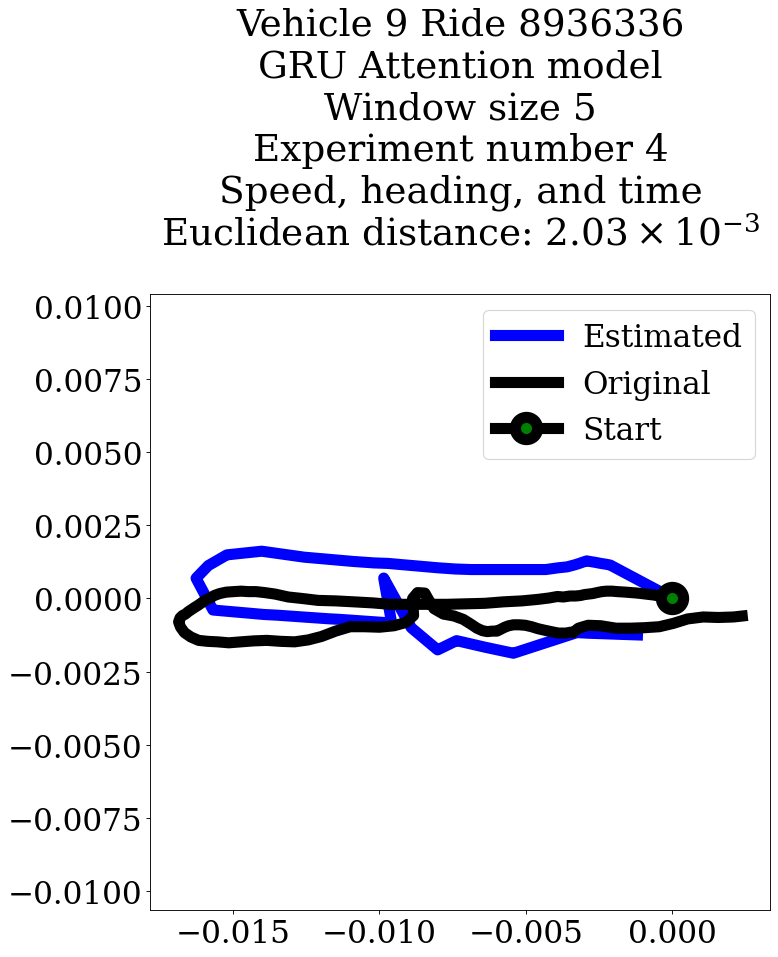 Vehicle 9 Ride 8936336
GRU Attention model
Window size 5
Experiment number 4
Speed, heading, and time
Euclidean distance: 2.03 × 10⁻³
0.0100
0.0075
0.0050
0.0025
0.0000
−0.0025
−0.0050
−0.0075
−0.0100
Estimated
Original
Start
−0.015
−0.010
−0.005
0.000